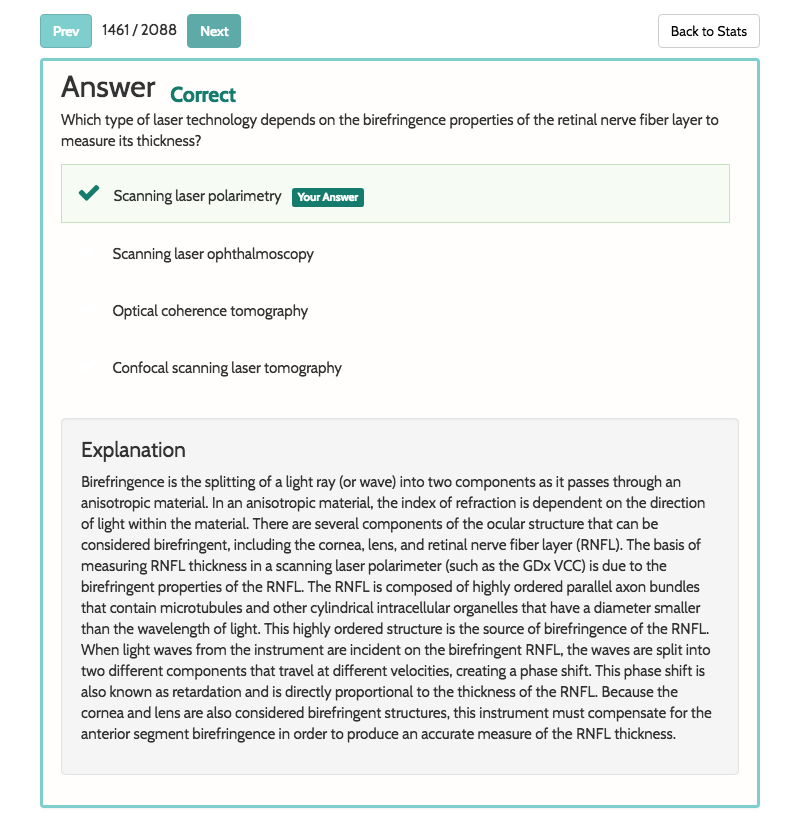 Prev 1461 / 2088 Next Back to Stats
Answer Correct
Which type of laser technology depends on the birefringence properties of the retinal nerve fiber layer to
measure its thickness?
Scanning laser polarimetry Your Answer
Scanning laser ophthalmoscopy
Optical coherence tomography
Confocal scanning laser tomography
Explanation
Birefringence is the splitting of a light ray (or wave) into two components as it passes through an
anisotropic material. In an anisotropic material, the index of refraction is dependent on the direction
of light within the material. There are several components of the ocular structure that can be
considered birefringent, including the cornea, lens, and retinal nerve fiber layer (RNFL). The basis of
measuring RNFL thickness in a scanning laser polarimeter (such as the GDx VCC) is due to the
birefringent properties of the RNFL. The RNFL is composed of highly ordered parallel axon bundles
that contain microtubules and other cylindrical intracellular organelles that have a diameter smaller
than the wavelength of light. This highly ordered structure is the source of birefringence of the RNFL.
When light waves from the instrument are incident on the birefringent RNFL, the waves are split into
two different components that travel at different velocities, creating a phase shift. This phase shift is
also known as retardation and is directly proportional to the thickness of the RNFL. Because the
cornea and lens are also considered birefringent structures, this instrument must compensate for the
anterior segment birefringence in order to produce an accurate measure of the RNFL thickness.